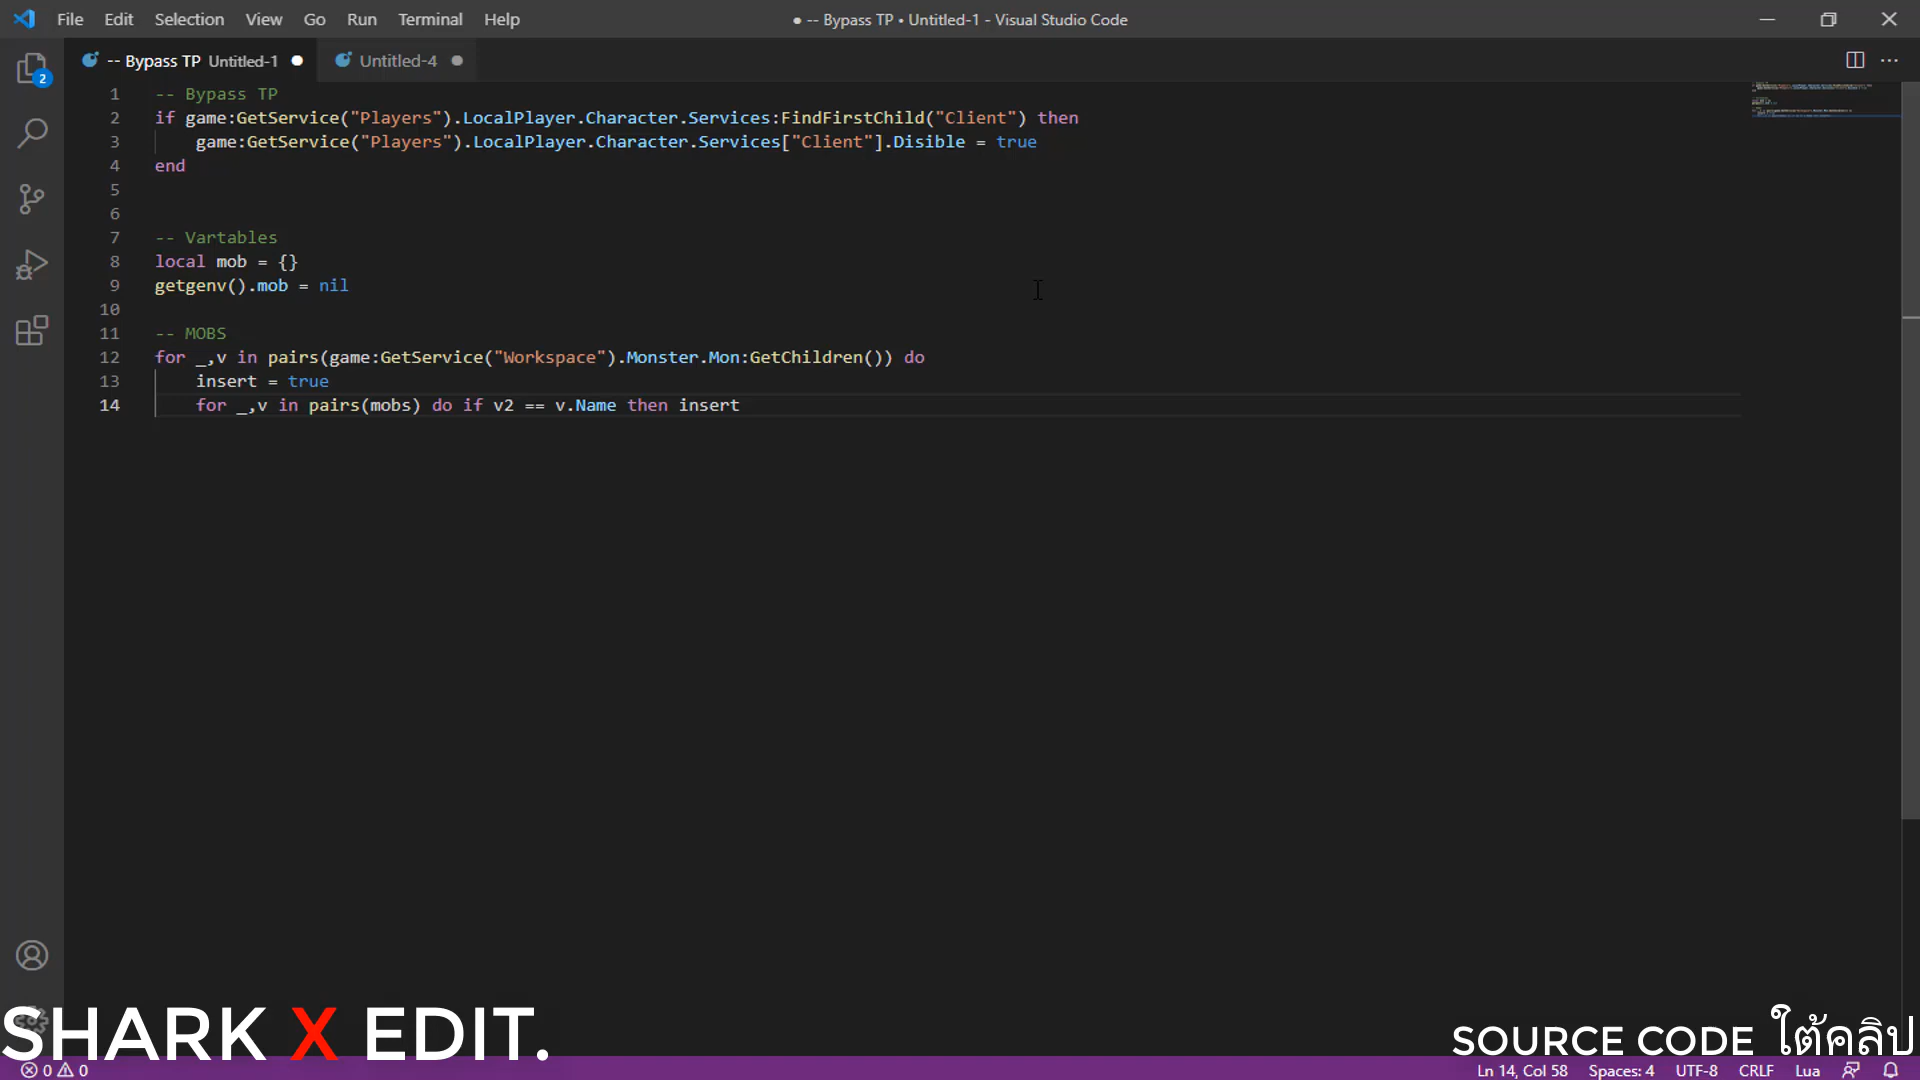 File Edit Selection View Go Run Terminal Help
● -- Bypass TP • Untitled-1 - Visual Studio Code
-- Bypass TP Untitled-1 ●
Untitled-4 ●
2
1 -- Bypass TP
2 if game:GetService("Players").LocalPlayer.Character.Services:FindFirstChild("Client") then
3 game:GetService("Players").LocalPlayer.Character.Services["Client"].Disible = true
4 end
5
6
7 -- Vartables
8 local mob = {}
9 getgenv().mob = nil
10
11 -- MOBS
12 for _,v in pairs(game:GetService("Workspace").Monster.Mon:GetChildren()) do
13 insert = true
14 for _,v in pairs(mobs) do if v2 == v.Name then insert
SHARK X EDIT.
SOURCE CODE ใต้คลิป
0 0
Ln 14, Col 58 Spaces: 4 UTF-8 CRLF Lua